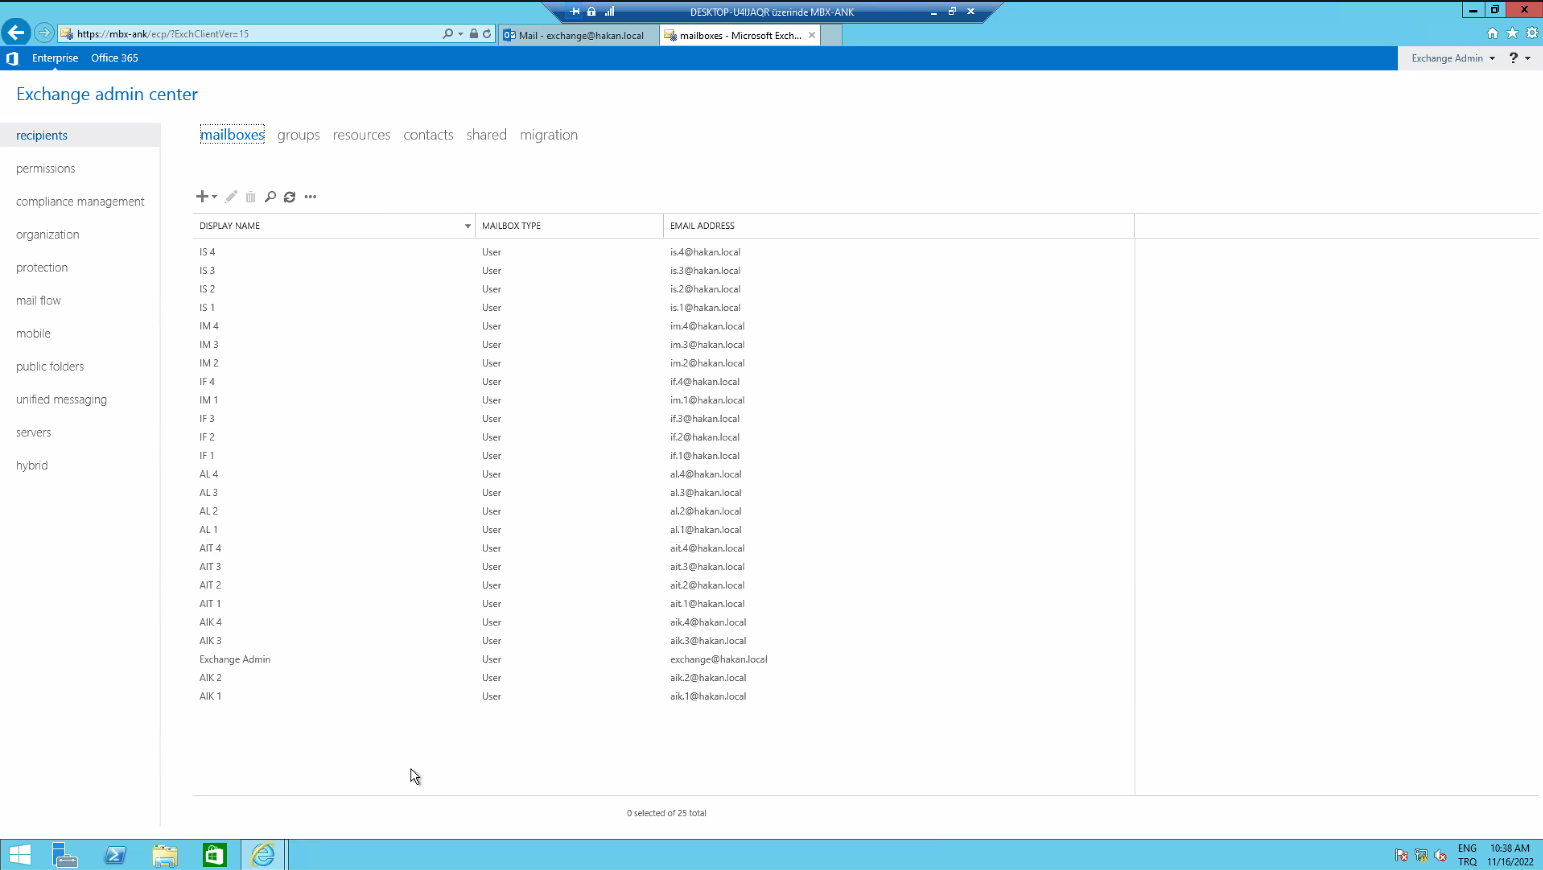 DESKTOP-U4IJAQR üzerinde MBX-ANK
https://mbx-ank/ecp/?ExchClientVer=15
Mail - exchange@hakan.local
mailboxes - Microsoft Exch...
Enterprise Office 365
Exchange Admin ?
Exchange admin center
recipients
permissions
compliance management
organization
protection
mail flow
mobile
public folders
unified messaging
servers
hybrid
mailboxes groups resources contacts shared migration
DISPLAY NAME MAILBOX TYPE EMAIL ADDRESS
IS 4 User is.4@hakan.local
IS 3 User is.3@hakan.local
IS 2 User is.2@hakan.local
IS 1 User is.1@hakan.local
IM 4 User im.4@hakan.local
IM 3 User im.3@hakan.local
IM 2 User im.2@hakan.local
IF 4 User if.4@hakan.local
IM 1 User im.1@hakan.local
IF 3 User if.3@hakan.local
IF 2 User if.2@hakan.local
IF 1 User if.1@hakan.local
AL 4 User al.4@hakan.local
AL 3 User al.3@hakan.local
AL 2 User al.2@hakan.local
AL 1 User al.1@hakan.local
AIT 4 User ait.4@hakan.local
AIT 3 User ait.3@hakan.local
AIT 2 User ait.2@hakan.local
AIT 1 User ait.1@hakan.local
AIK 4 User aik.4@hakan.local
AIK 3 User aik.3@hakan.local
Exchange Admin User exchange@hakan.local
AIK 2 User aik.2@hakan.local
AIK 1 User aik.1@hakan.local
0 selected of 25 total
ENG 10:38 AM
TRQ 11/16/2022